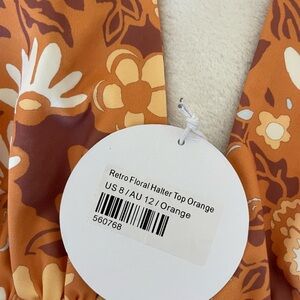 Retro Floral Halter Top Orange
US 8 / AU 12 / Orange
560768